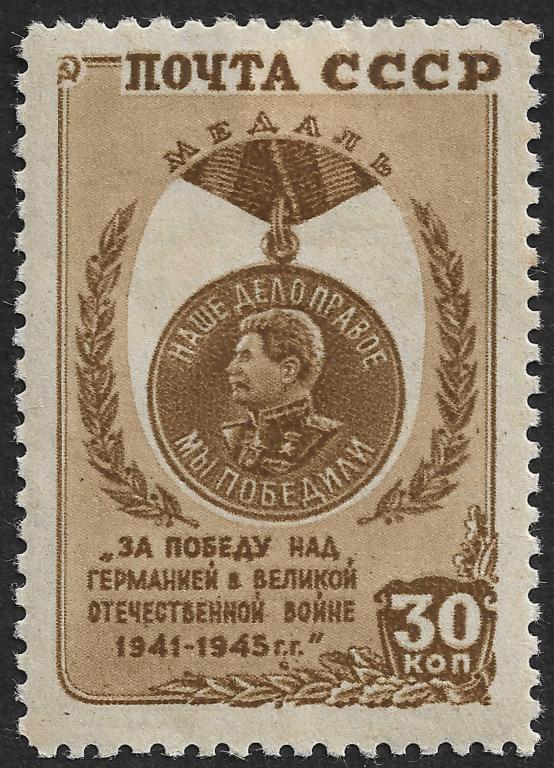 ПОЧТА СССР
МЕДАЛЬ
НАШЕ ДЕЛО ПРАВОЕ
МЫ ПОБЕДИЛИ
„ЗА ПОБЕДУ НАД
ГЕРМАНИЕЙ в ВЕЛИКОЙ
ОТЕЧЕСТВЕННОЙ ВОЙНЕ
1941-1945 г.г."
30
КОП